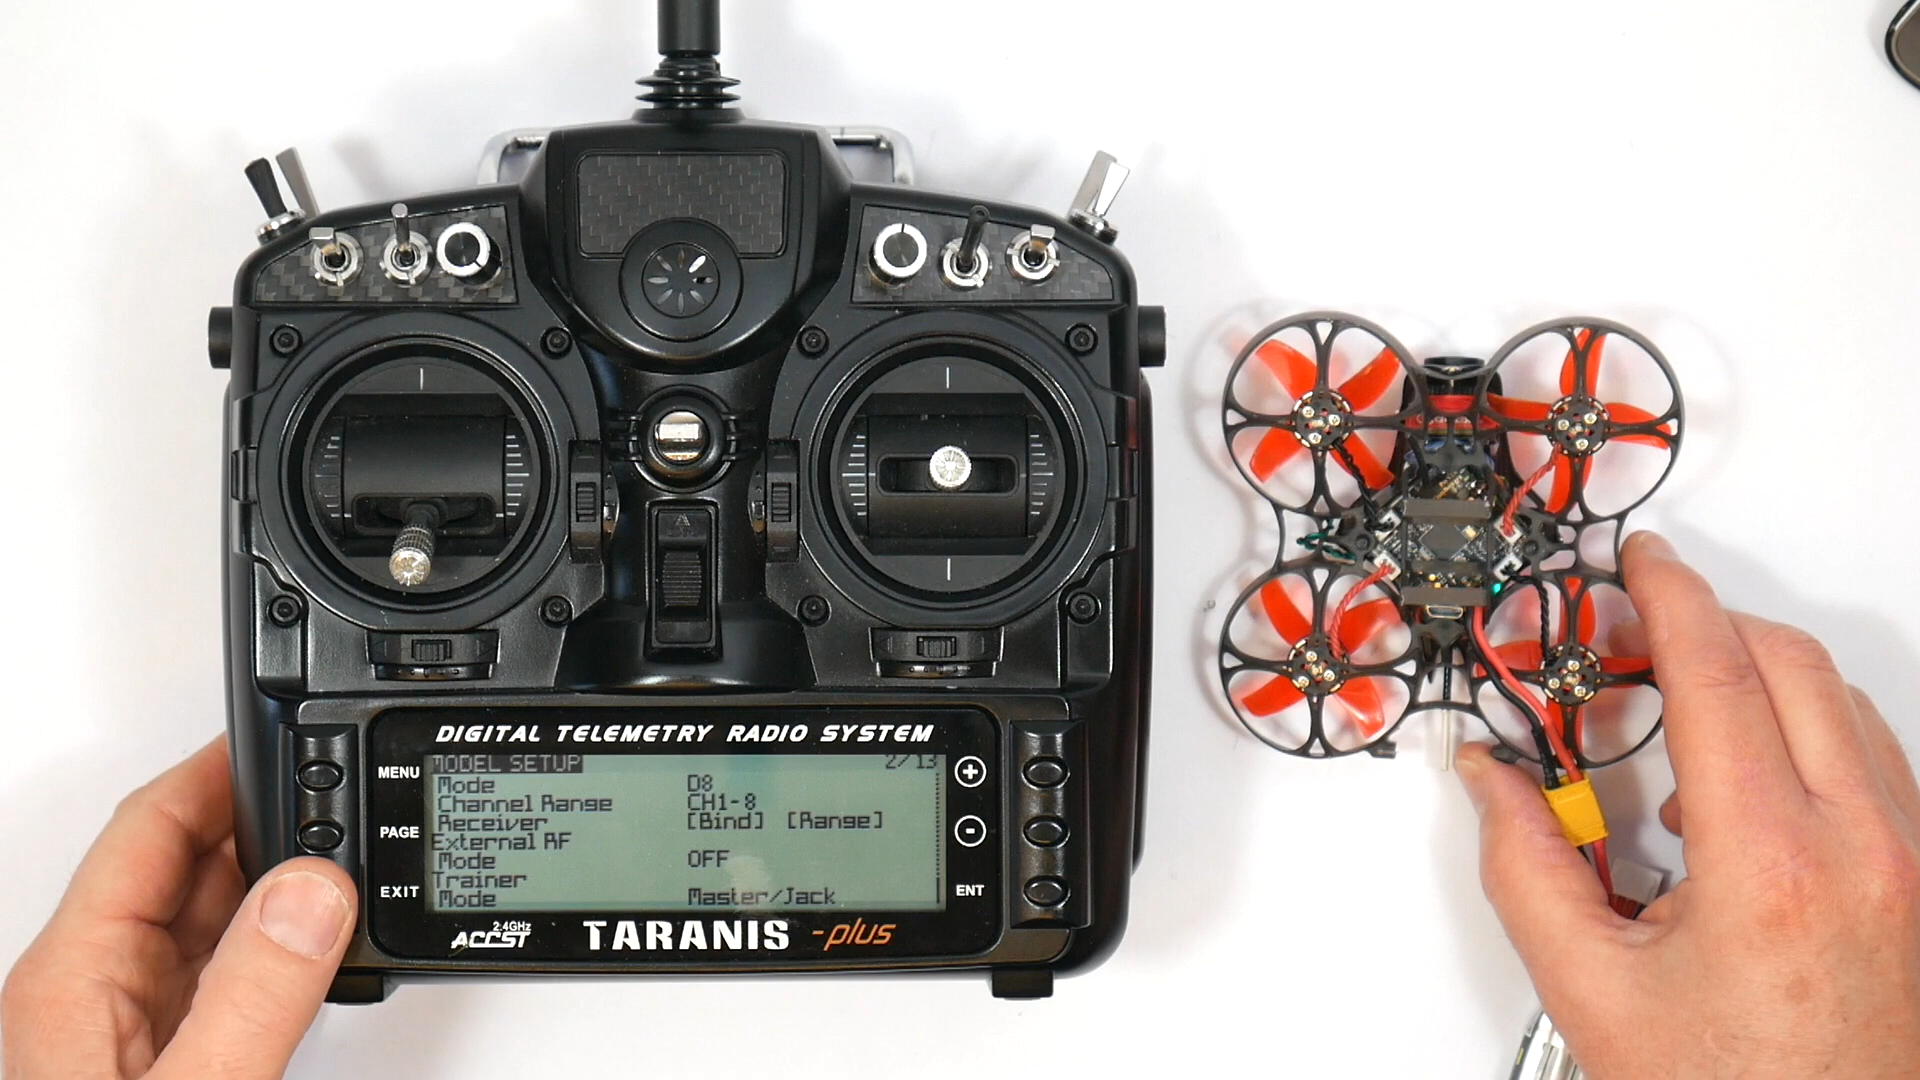 DIGITAL TELEMETRY RADIO SYSTEM
MODEL SETUP 2/13
Mode D8
Channel Range CH1-8
Receiver [Bind] [Range]
External RF
Mode OFF
Trainer
Mode Master/Jack
MENU
PAGE
EXIT
+
-
ENT
2.4GHz
ACCST
TARANIS -plus